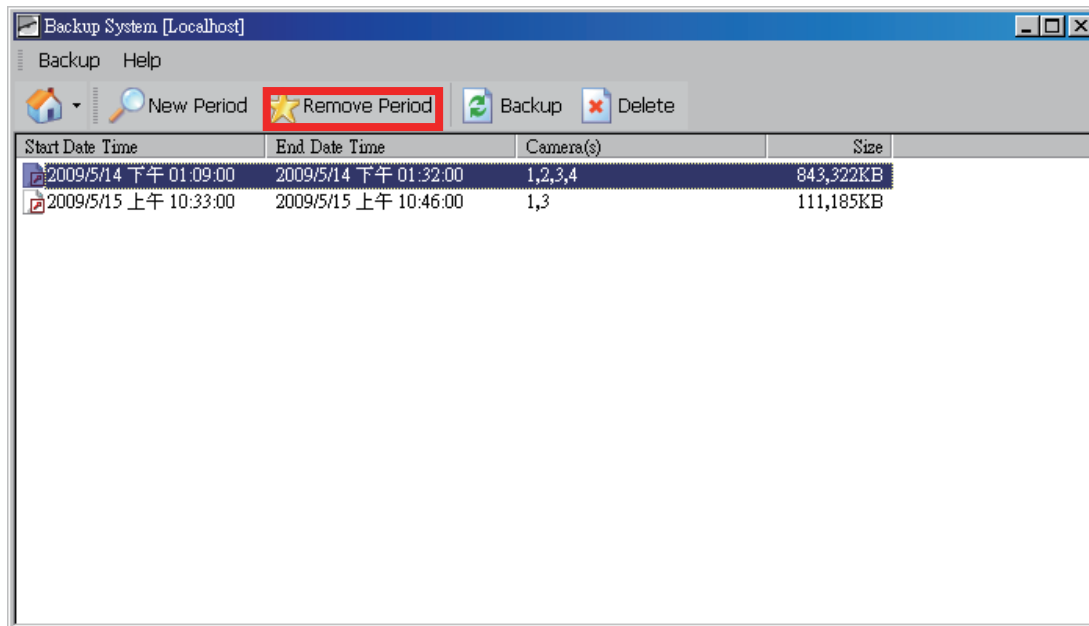 Backup System [Localhost]
Backup Help
New Period Remove Period Backup Delete
Start Date Time End Date Time Camera(s) Size
2009/5/14 下午 01:09:00 2009/5/14 下午 01:32:00 1,2,3,4 843,322KB
2009/5/15 上午 10:33:00 2009/5/15 上午 10:46:00 1,3 111,185KB